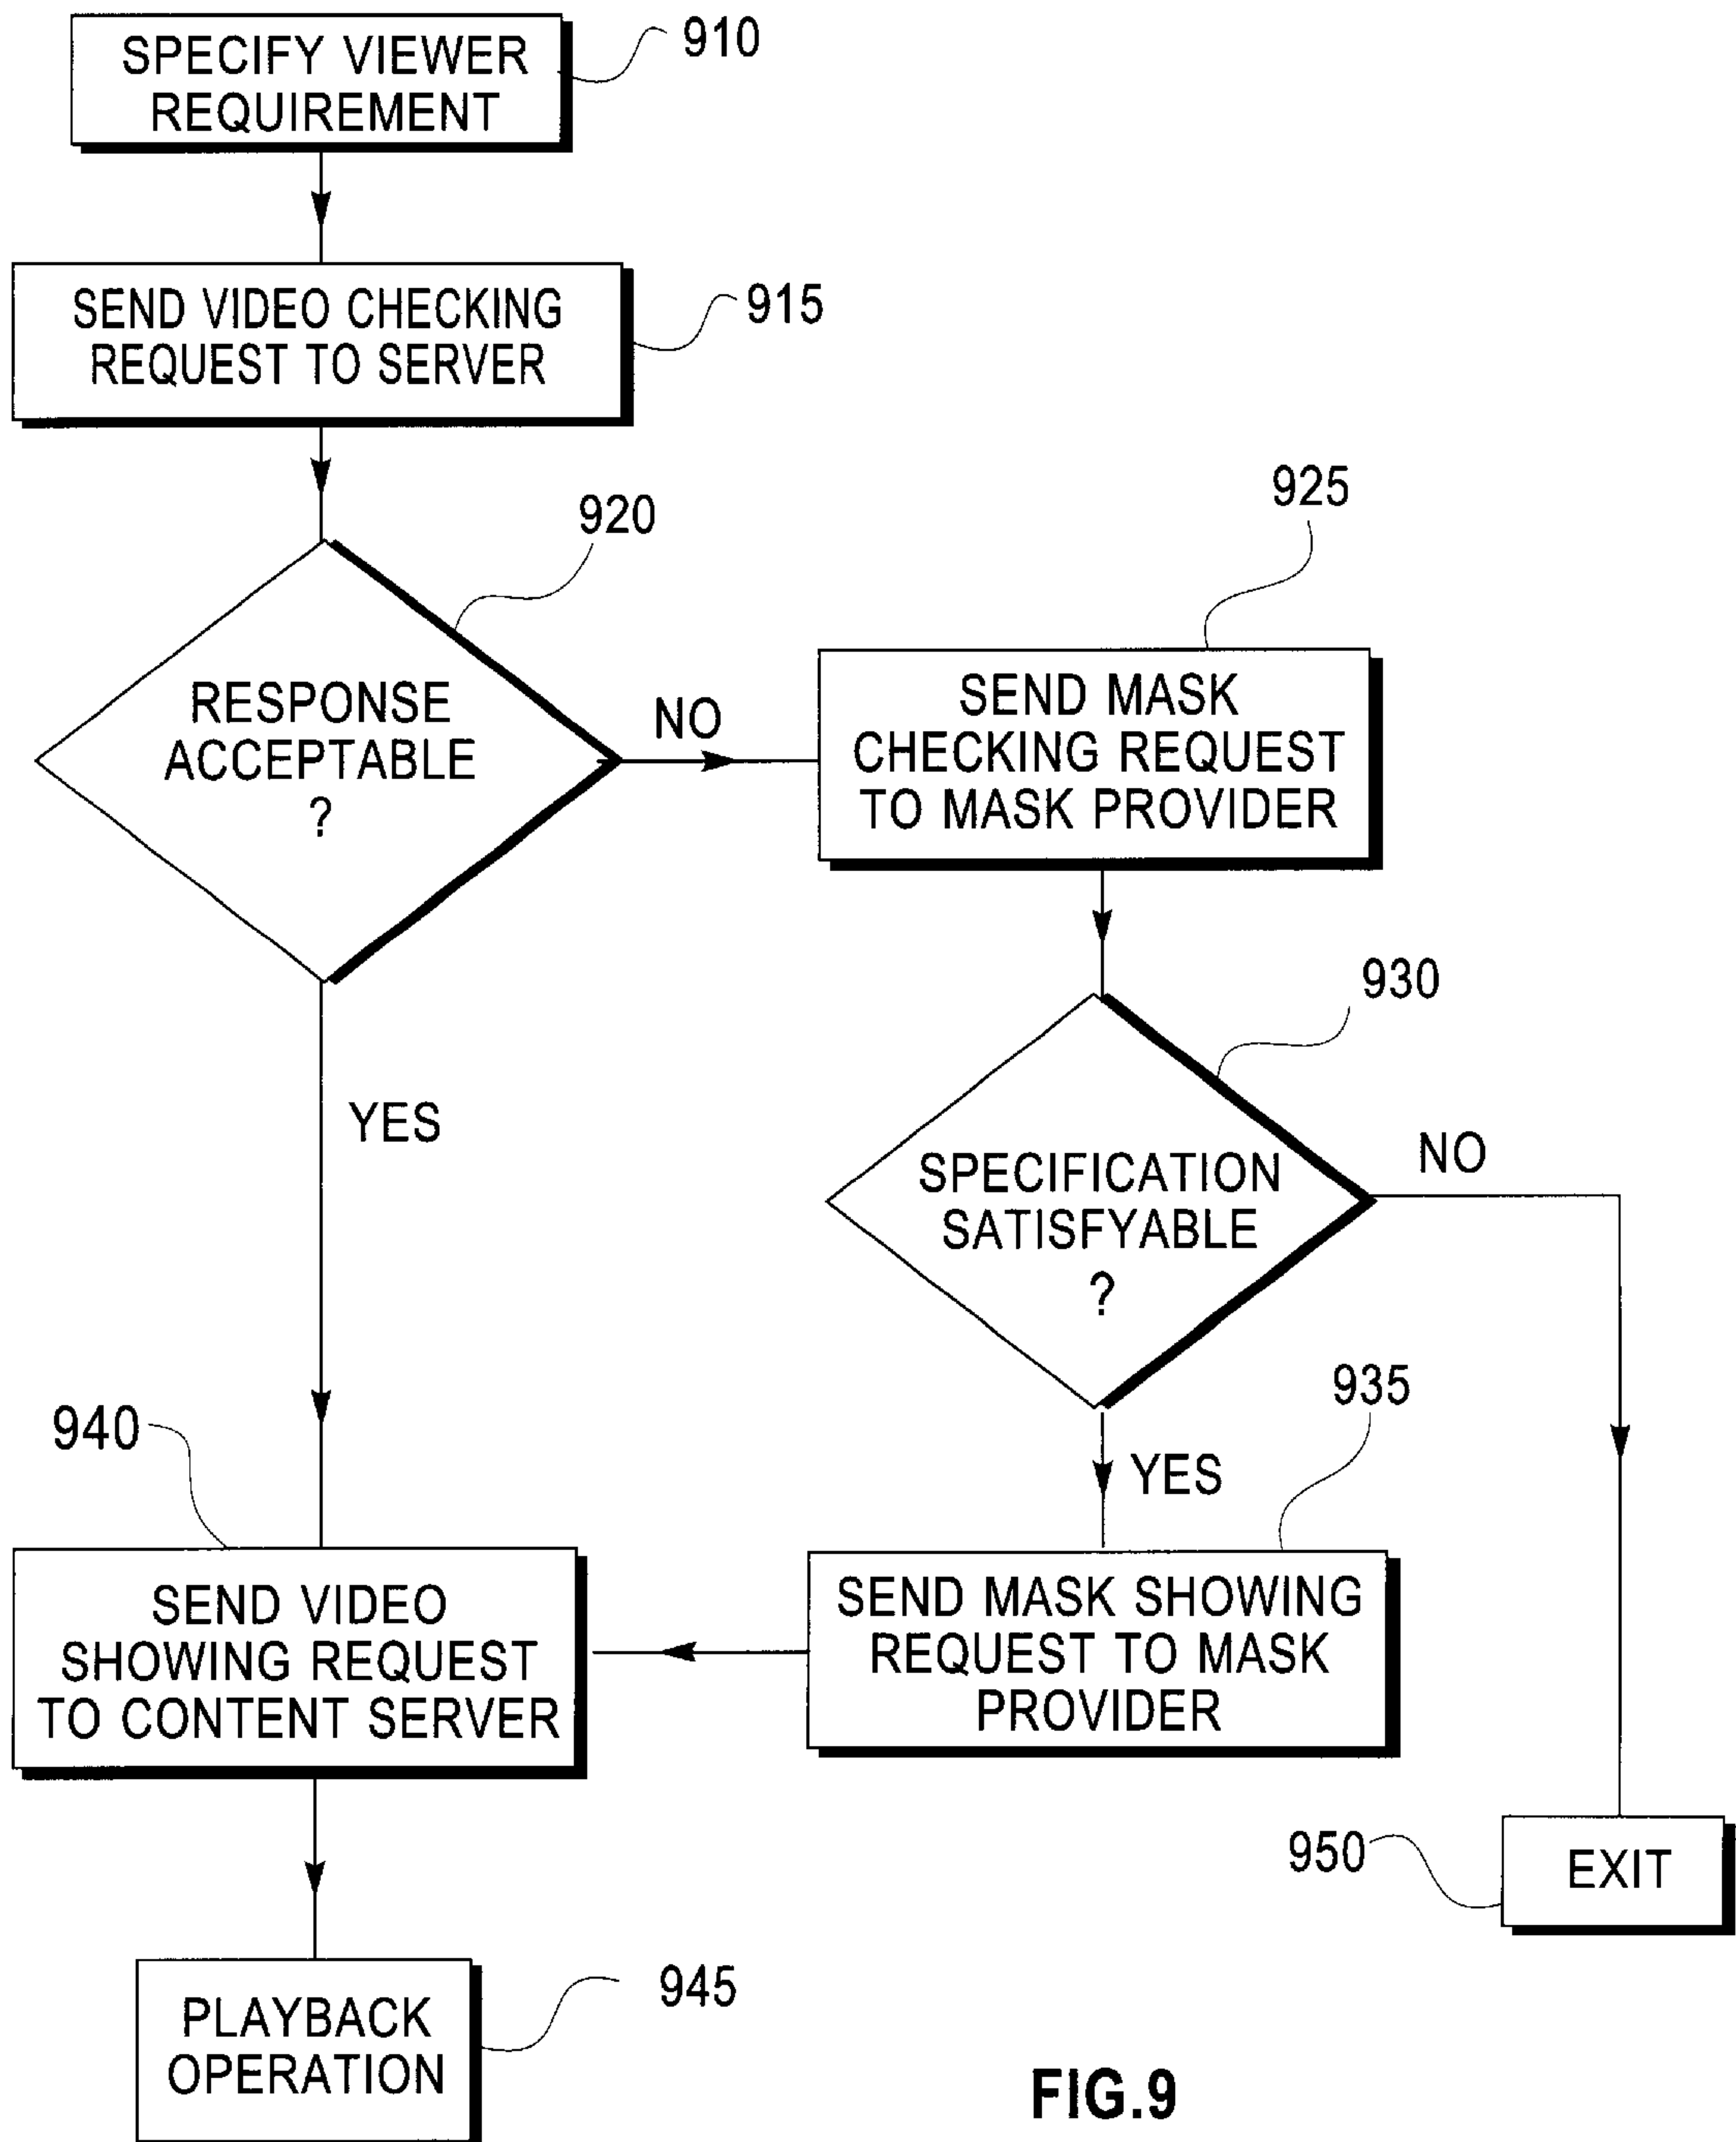 SPECIFY VIEWER
REQUIREMENT
910
SEND VIDEO CHECKING
REQUEST TO SERVER
915
920
RESPONSE
ACCEPTABLE
?
NO
YES
925
SEND MASK
CHECKING REQUEST
TO MASK PROVIDER
930
SPECIFICATION
SATISFYABLE
?
NO
YES
935
SEND MASK SHOWING
REQUEST TO MASK
PROVIDER
940
SEND VIDEO
SHOWING REQUEST
TO CONTENT SERVER
950
EXIT
PLAYBACK
OPERATION
945
FIG.9